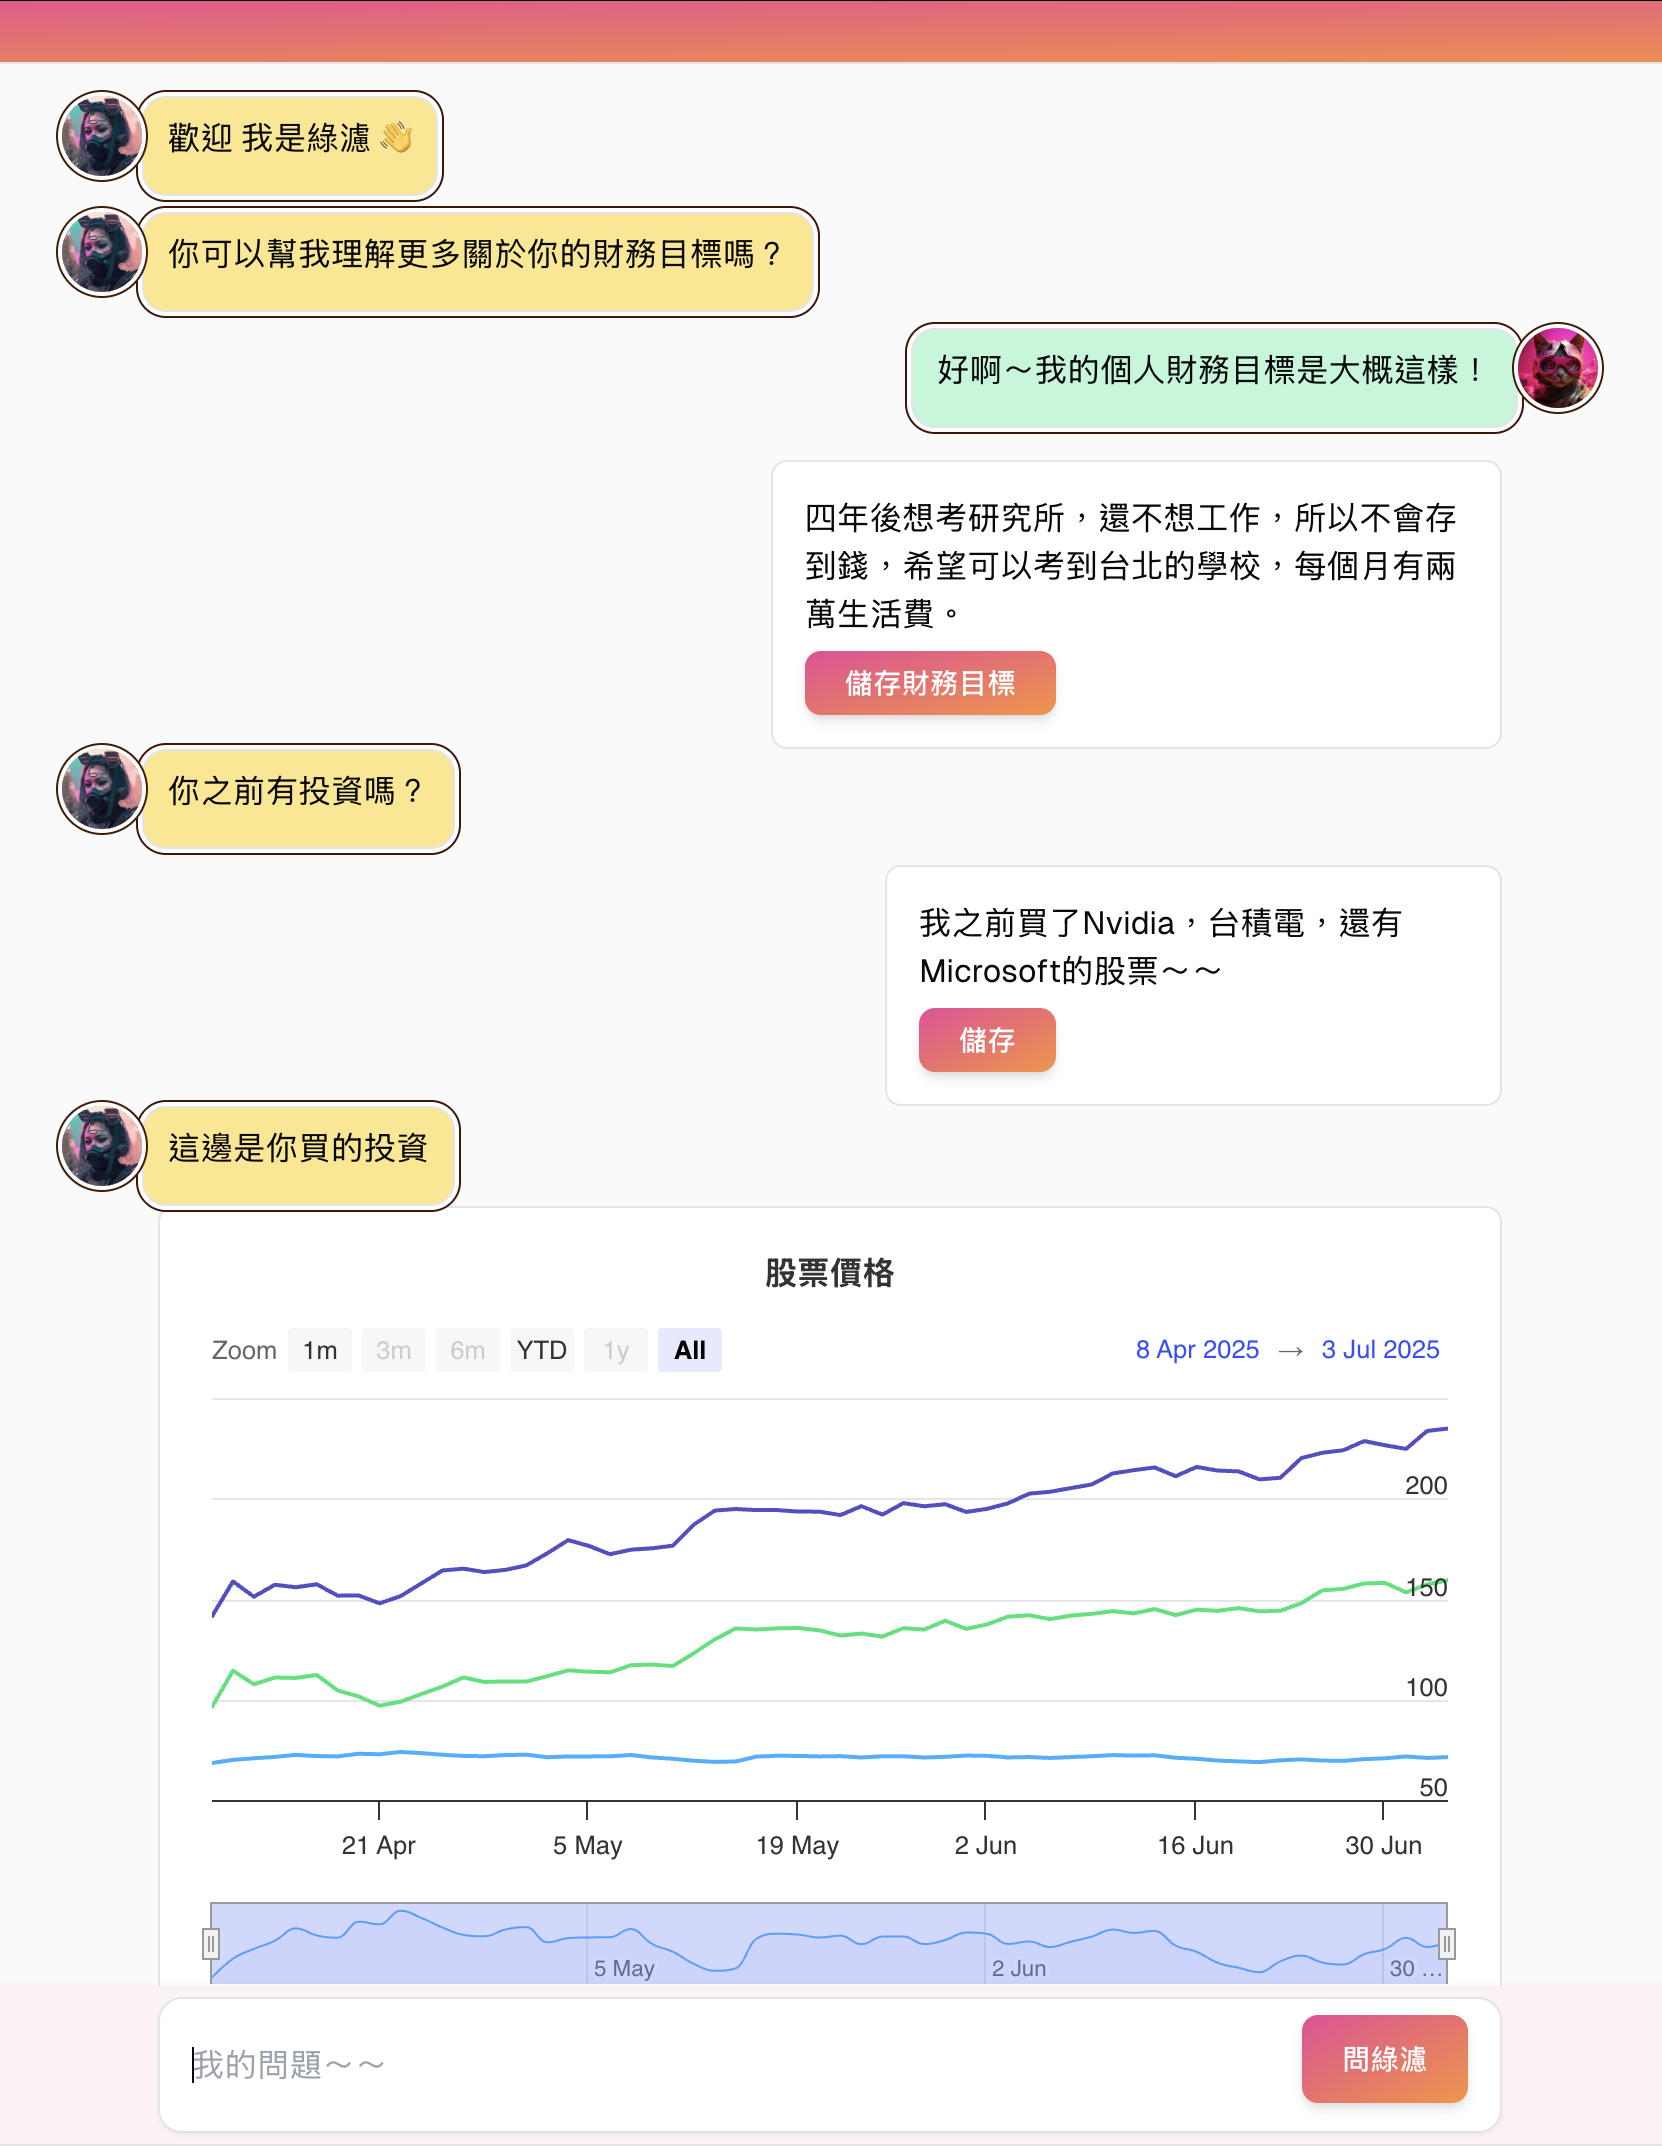 歡迎 我是綠濾 👋
你可以幫我理解更多關於你的財務目標嗎？
好啊～我的個人財務目標是大概這樣！
四年後想考研究所，還不想工作，所以不會存
到錢，希望可以考到台北的學校，每個月有兩
萬生活費。
儲存財務目標
你之前有投資嗎？
我之前買了Nvidia，台積電，還有
Microsoft的股票～～
儲存
這邊是你買的投資
股票價格
Zoom 1m 3m 6m YTD 1y All 8 Apr 2025 → 3 Jul 2025
200
150
100
50
21 Apr 5 May 19 May 2 Jun 16 Jun 30 Jun
5 May 2 Jun 30 …
我的問題～～
問綠濾